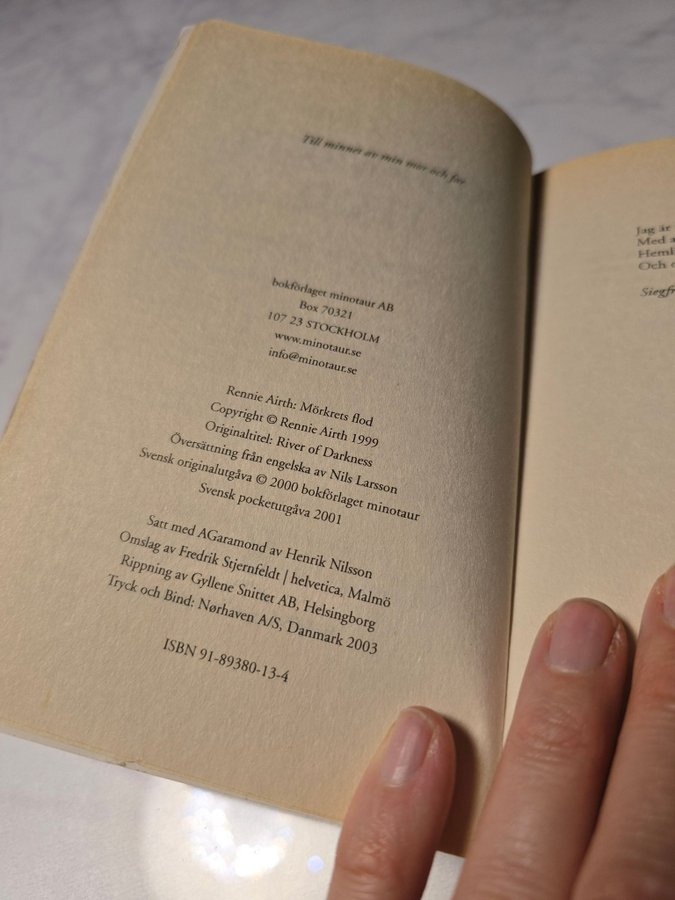 Till minnet av min mor och far
bokförlaget minotaur AB
Box 70321
107 23 STOCKHOLM
www.minotaur.se
info@minotaur.se
Rennie Airth: Mörkrets flod
Copyright © Rennie Airth 1999
Originaltitel: River of Darkness
Översättning från engelska av Nils Larsson
Svensk originalutgåva © 2000 bokförlaget minotaur
Svensk pocketutgåva 2001
Satt med AGaramond av Henrik Nilsson
Omslag av Fredrik Stjernfeldt | helvetica, Malmö
Rippning av Gyllene Snittet AB, Helsingborg
Tryck och Bind: Nørhaven A/S, Danmark 2003
ISBN 91-89380-13-4
Jag är
Med
Och